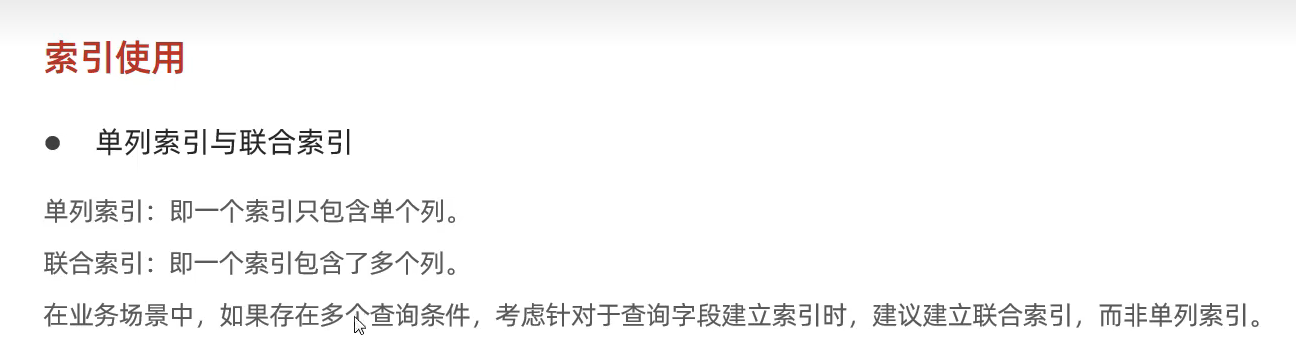 索引使用
● 单列索引与联合索引
单列索引：即一个索引只包含单个列。
联合索引：即一个索引包含了多个列。
在业务场景中，如果存在多个查询条件，考虑针对于查询字段建立索引时，建议建立联合索引，而非单列索引。